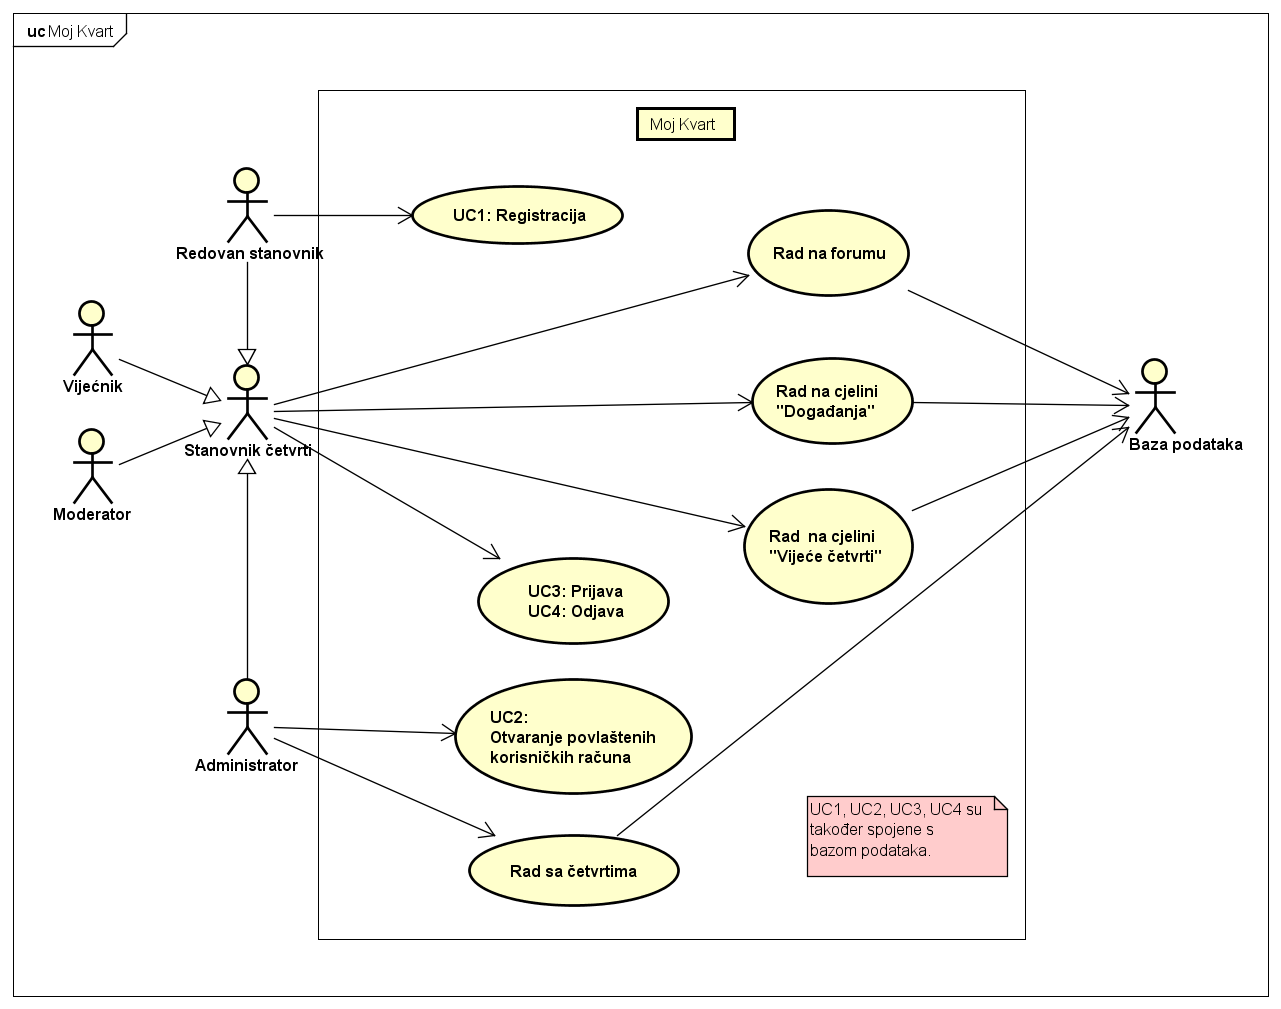 uc Moj Kvart
Moj Kvart
Redovan stanovnik
UC1: Registracija
Rad na forumu
Vijećnik
Stanovnik četvrti
Rad na cjelini
"Događanja"
Baza podataka
Moderator
Rad  na cjelini
"Vijeće četvrti"
UC3: Prijava
UC4: Odjava
Administrator
UC2:
Otvaranje povlaštenih
korisničkih računa
UC1, UC2, UC3, UC4 su
također spojene s
bazom podataka.
Rad sa četvrtima